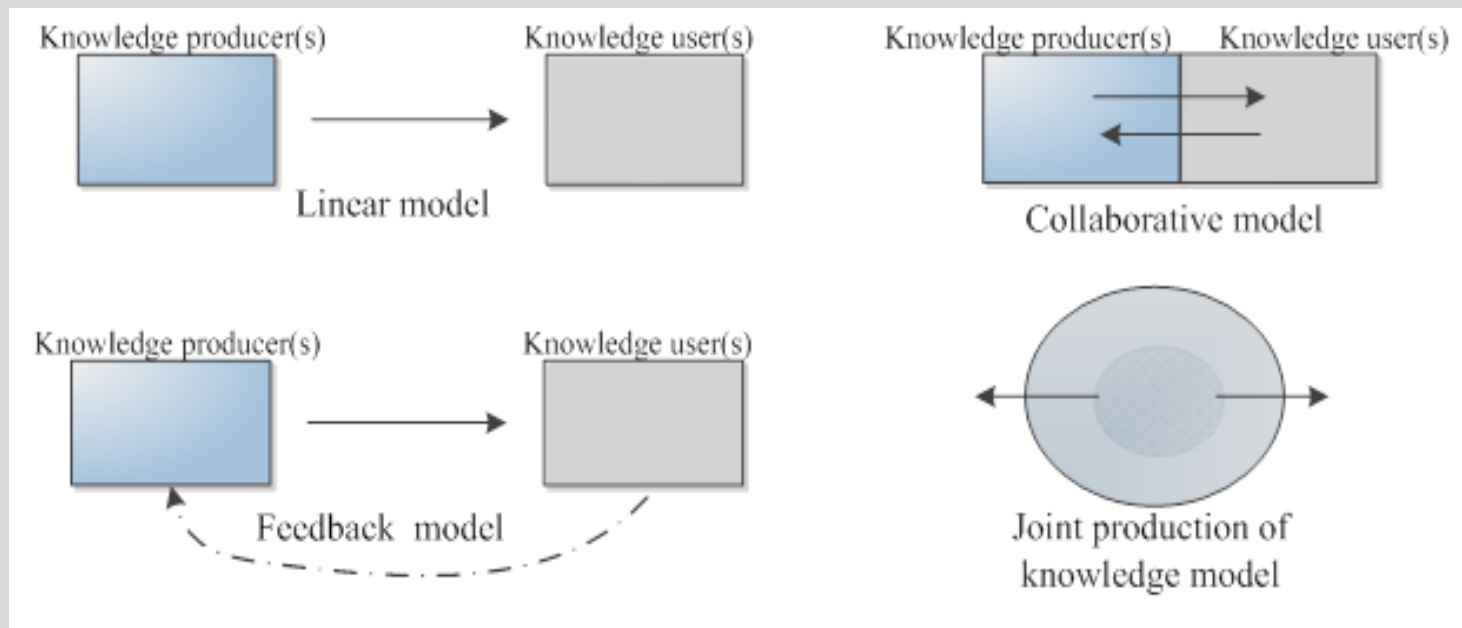 Knowledge producer(s)
Knowledge user(s)
Linear model
Knowledge producer(s)
Knowledge user(s)
Collaborative model
Knowledge producer(s)
Knowledge user(s)
Feedback model
Joint production of
knowledge model